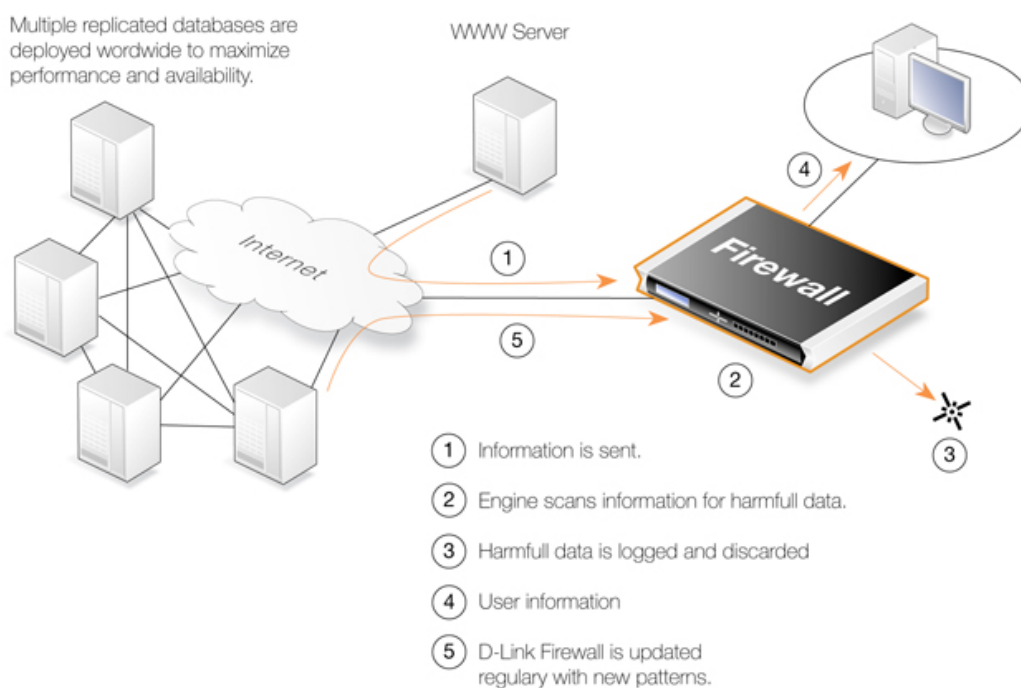 Multiple replicated databases are
deployed wordwide to maximize
performance and availability.
WWW Server
Internet
Firewall
1
5
4
2
3
1 Information is sent.
2 Engine scans information for harmfull data.
3 Harmfull data is logged and discarded
4 User information
5 D-Link Firewall is updated
regulary with new patterns.